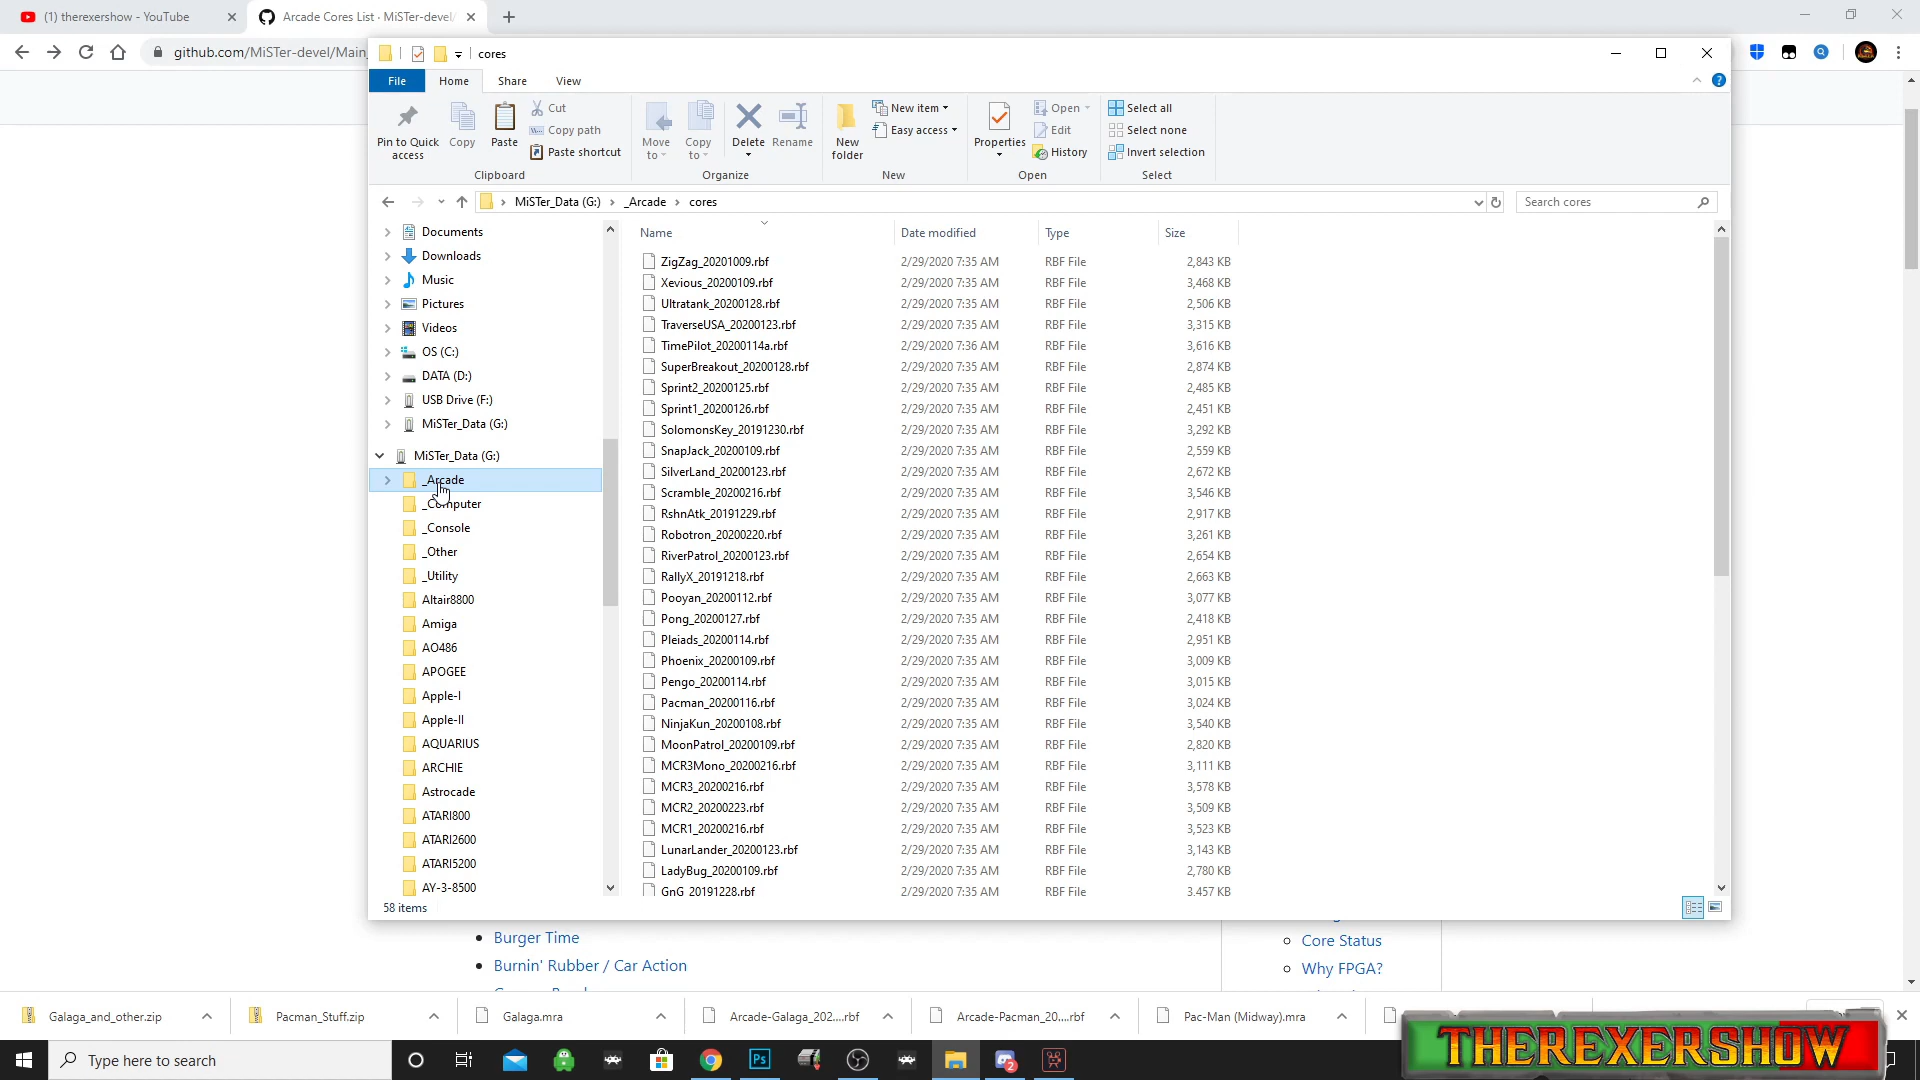 (1) therexershow - YouTube
Arcade Cores List · MiSTer-devel/
github.com/MiSTer-devel/Main_
cores
File
Home
Share
View
Pin to Quick access
Copy
Paste
Cut
Copy path
Paste shortcut
Clipboard
Move to
Copy to
Delete
Rename
Organize
New folder
New item
Easy access
New
Properties
Open
Edit
History
Open
Select all
Select none
Invert selection
Select
MiSTer_Data (G:) > _Arcade > cores
Search cores
Documents
Downloads
Music
Pictures
Videos
OS (C:)
DATA (D:)
USB Drive (F:)
MiSTer_Data (G:)
MiSTer_Data (G:)
_Arcade
_Computer
_Console
_Other
_Utility
Altair8800
Amiga
AO486
APOGEE
Apple-I
Apple-II
AQUARIUS
ARCHIE
Astrocade
ATARI800
ATARI2600
ATARI5200
AY-3-8500
Name Date modified Type Size
ZigZag_20201009.rbf 2/29/2020 7:35 AM RBF File 2,843 KB
Xevious_20200109.rbf 2/29/2020 7:35 AM RBF File 3,468 KB
Ultratank_20200128.rbf 2/29/2020 7:35 AM RBF File 2,506 KB
TraverseUSA_20200123.rbf 2/29/2020 7:35 AM RBF File 3,315 KB
TimePilot_20200114a.rbf 2/29/2020 7:36 AM RBF File 3,616 KB
SuperBreakout_20200128.rbf 2/29/2020 7:35 AM RBF File 2,874 KB
Sprint2_20200125.rbf 2/29/2020 7:35 AM RBF File 2,485 KB
Sprint1_20200126.rbf 2/29/2020 7:35 AM RBF File 2,451 KB
SolomonsKey_20191230.rbf 2/29/2020 7:35 AM RBF File 3,292 KB
SnapJack_20200109.rbf 2/29/2020 7:35 AM RBF File 2,559 KB
SilverLand_20200123.rbf 2/29/2020 7:35 AM RBF File 2,672 KB
Scramble_20200216.rbf 2/29/2020 7:35 AM RBF File 3,546 KB
RshnAtk_20191229.rbf 2/29/2020 7:35 AM RBF File 2,917 KB
Robotron_20200220.rbf 2/29/2020 7:35 AM RBF File 3,261 KB
RiverPatrol_20200123.rbf 2/29/2020 7:35 AM RBF File 2,654 KB
RallyX_20191218.rbf 2/29/2020 7:35 AM RBF File 2,663 KB
Pooyan_20200112.rbf 2/29/2020 7:35 AM RBF File 3,077 KB
Pong_20200127.rbf 2/29/2020 7:35 AM RBF File 2,418 KB
Pleiads_20200114.rbf 2/29/2020 7:35 AM RBF File 2,951 KB
Phoenix_20200109.rbf 2/29/2020 7:35 AM RBF File 3,009 KB
Pengo_20200114.rbf 2/29/2020 7:35 AM RBF File 3,015 KB
Pacman_20200116.rbf 2/29/2020 7:35 AM RBF File 3,024 KB
NinjaKun_20200108.rbf 2/29/2020 7:35 AM RBF File 3,540 KB
MoonPatrol_20200109.rbf 2/29/2020 7:35 AM RBF File 2,820 KB
MCR3Mono_20200216.rbf 2/29/2020 7:35 AM RBF File 3,111 KB
MCR3_20200216.rbf 2/29/2020 7:35 AM RBF File 3,578 KB
MCR2_20200223.rbf 2/29/2020 7:35 AM RBF File 3,509 KB
MCR1_20200216.rbf 2/29/2020 7:35 AM RBF File 3,523 KB
LunarLander_20200123.rbf 2/29/2020 7:35 AM RBF File 3,143 KB
LadyBug_20200109.rbf 2/29/2020 7:35 AM RBF File 2,780 KB
GnG_20191228.rbf 2/29/2020 7:35 AM RBF File 3,457 KB
58 items
Burger Time
Burnin' Rubber / Car Action
Core Status
Why FPGA?
Galaga_and_other.zip
Pacman_Stuff.zip
Galaga.mra
Arcade-Galaga_202....rbf
Arcade-Pacman_20....rbf
Pac-Man (Midway).mra
Type here to search
Ps
2
THEREXERSHOW